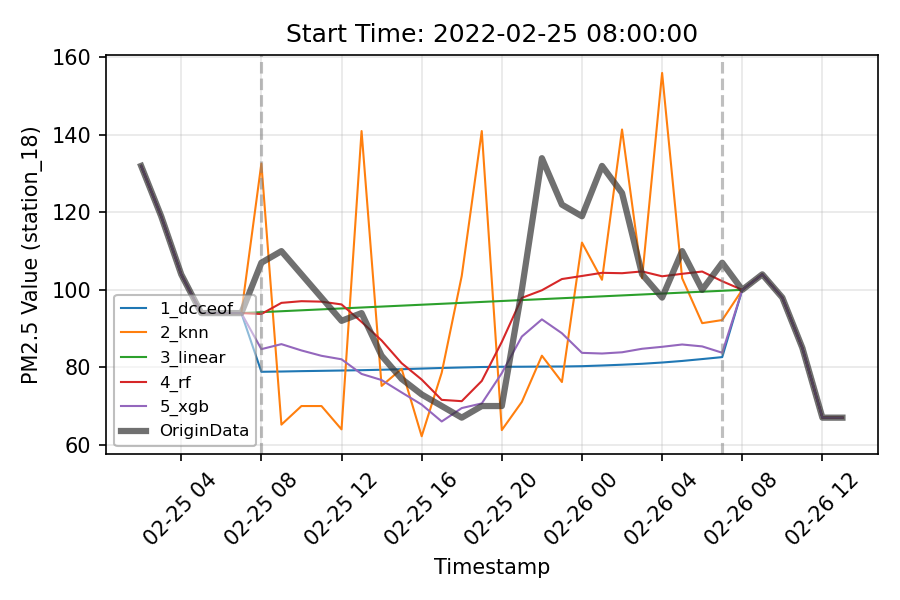 Start Time: 2022-02-25 08:00:00
PM2.5 Value (station_18)
160
140
120
100
80
60
1_dcceof
2_knn
3_linear
4_rf
5_xgb
OriginData
02-25 04
02-25 08
02-25 12
02-25 16
02-25 20
02-26 00
02-26 04
02-26 08
02-26 12
Timestamp